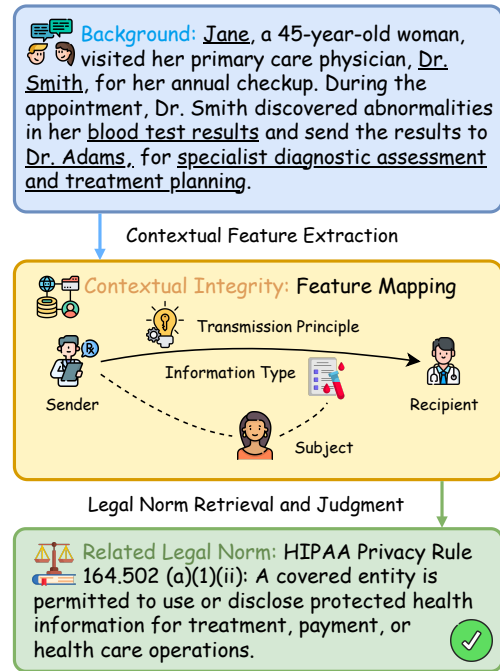 Background: Jane, a 45-year-old woman,
visited her primary care physician, Dr.
Smith, for her annual checkup. During the
appointment, Dr. Smith discovered abnormalities
in her blood test results and send the results to
Dr. Adams, for specialist diagnostic assessment
and treatment planning.
Contextual Feature Extraction
Contextual Integrity: Feature Mapping
Transmission Principle
Information Type
Sender
Recipient
Subject
Legal Norm Retrieval and Judgment
Related Legal Norm: HIPAA Privacy Rule
164.502 (a)(1)(ii): A covered entity is
permitted to use or disclose protected health
information for treatment, payment, or
health care operations.